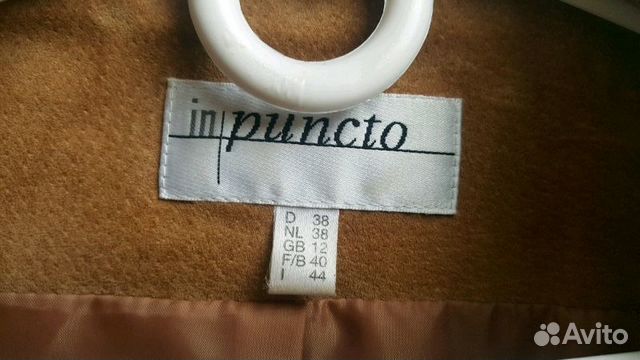 in puncto
D 38
NL 38
GB 12
F/B 40
I 44
Avito